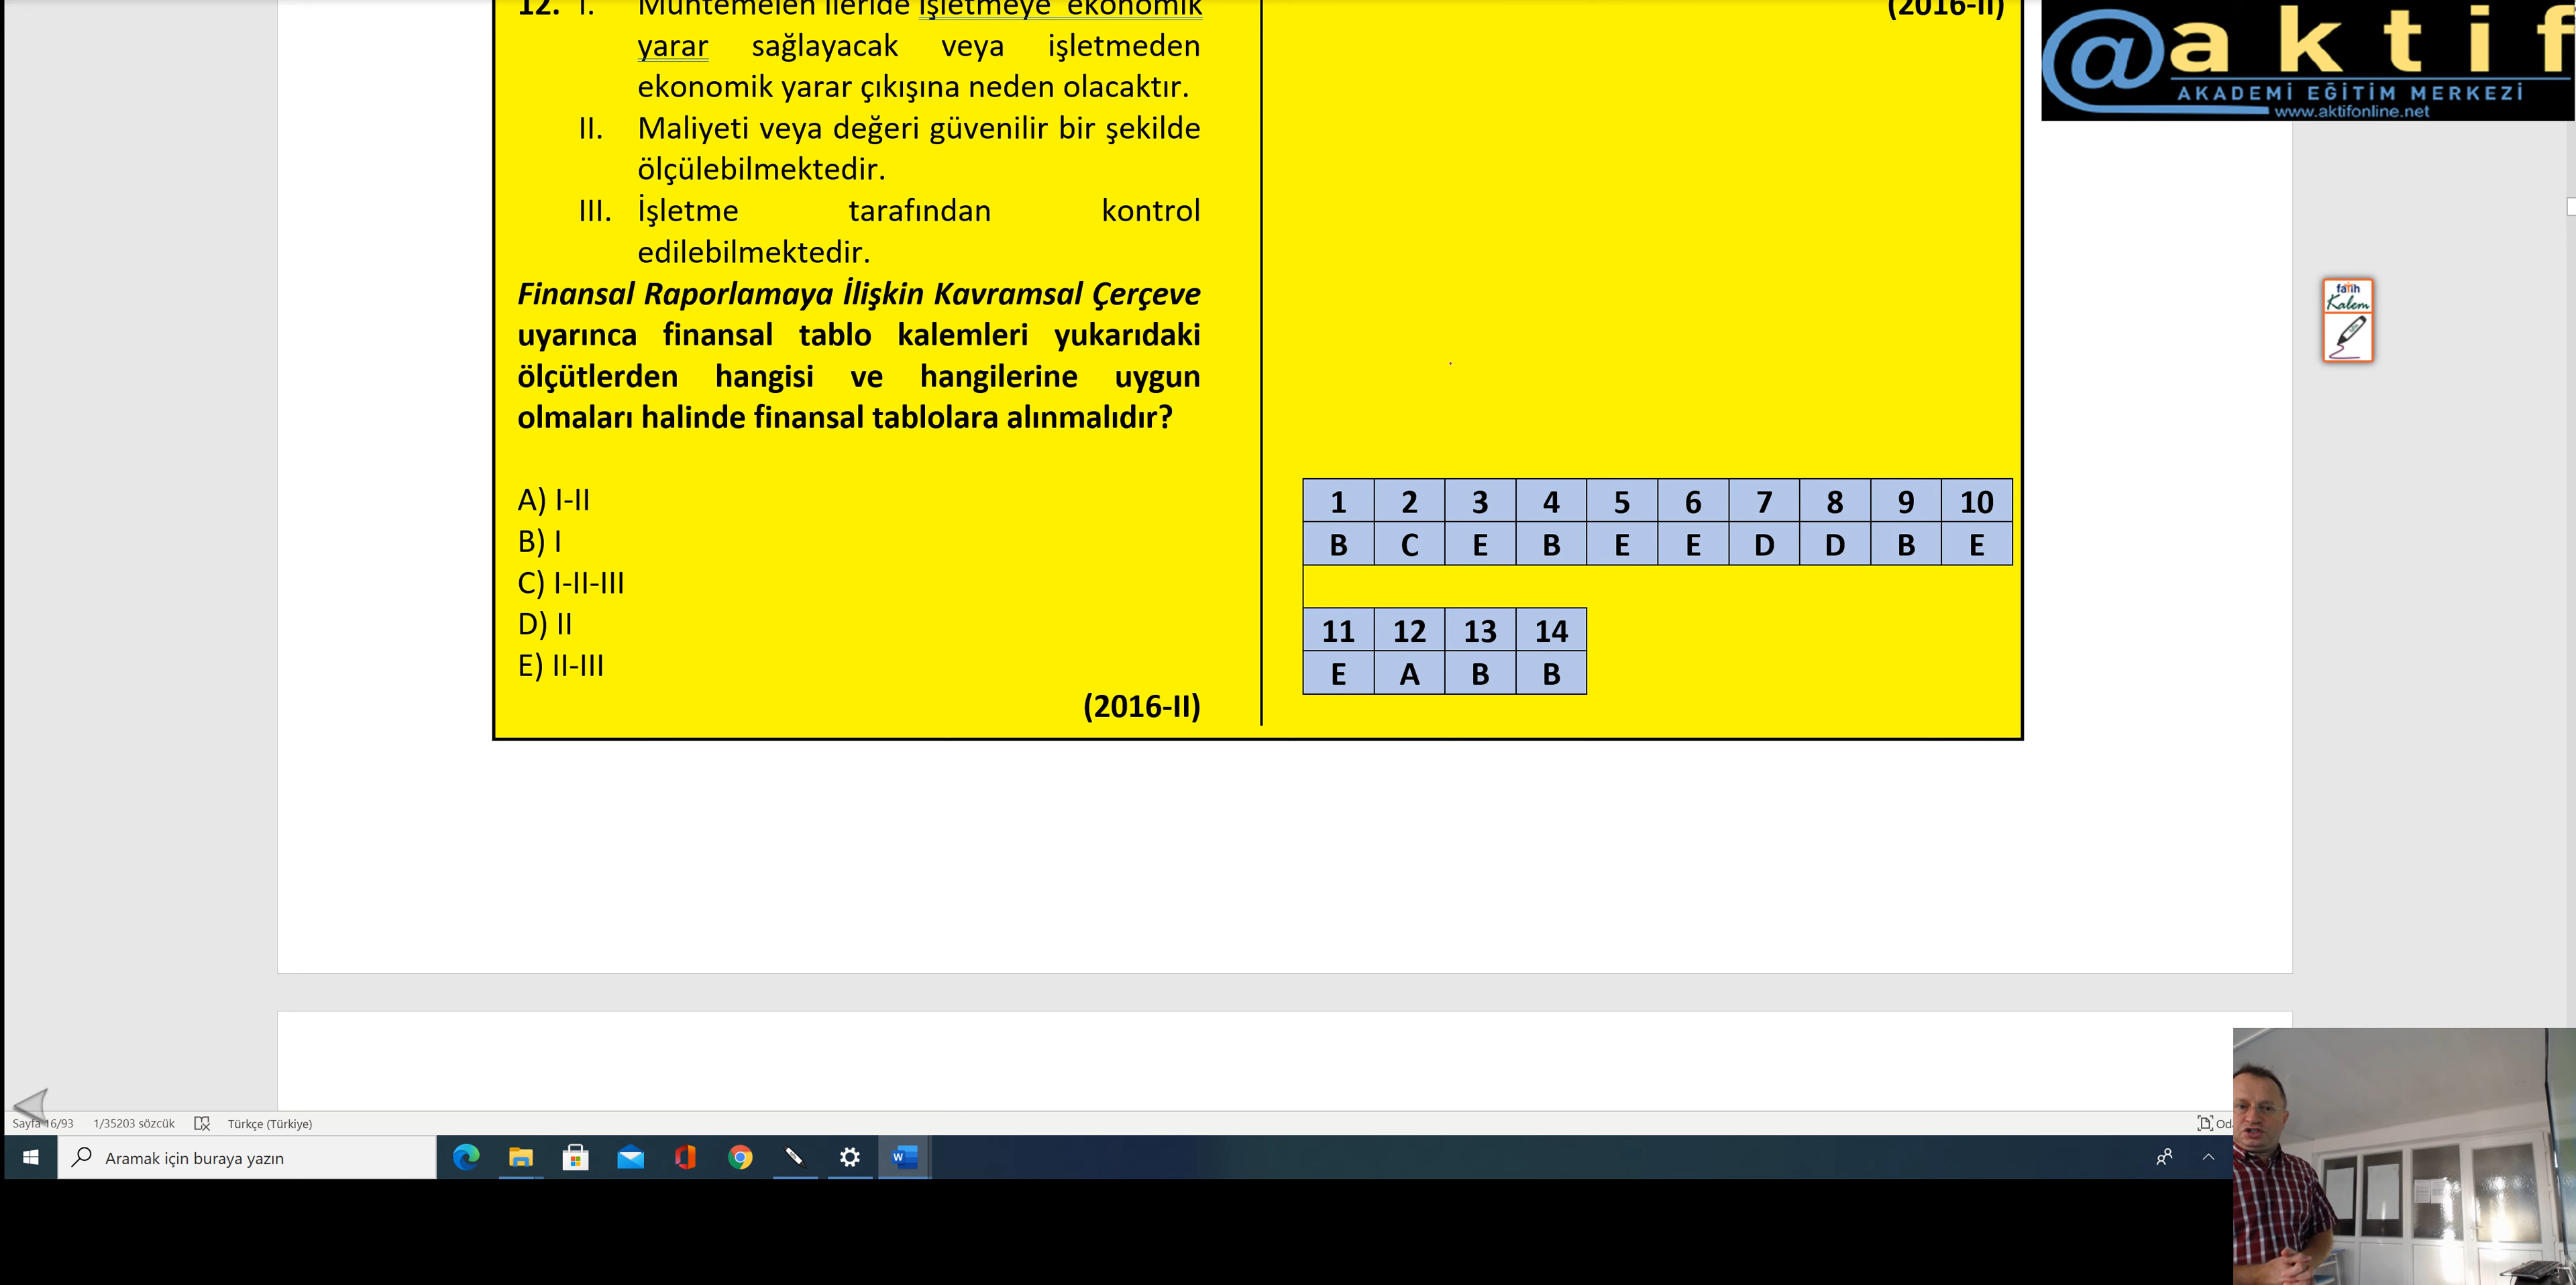 12. I. Muhtemelen ileride işletmeye ekonomik
yarar sağlayacak veya işletmeden
ekonomik yarar çıkışına neden olacaktır.
II. Maliyeti veya değeri güvenilir bir şekilde
ölçülebilmektedir.
III. İşletme tarafından kontrol
edilebilmektedir.
Finansal Raporlamaya İlişkin Kavramsal Çerçeve
uyarınca finansal tablo kalemleri yukarıdaki
ölçütlerden hangisi ve hangilerine uygun
olmaları halinde finansal tablolara alınmalıdır?
A) I-II
B) I
C) I-II-III
D) II
E) II-III
(2016-II)
(2016-II)
1 2 3 4 5 6 7 8 9 10
B C E B E E D D B E
11 12 13 14
E A B B
@aktif
AKADEMİ EĞİTİM MERKEZİ
www.aktifonline.net
fatih
Kalem
Sayfa 16/93 1/35203 sözcük Türkçe (Türkiye)
Aramak için buraya yazın